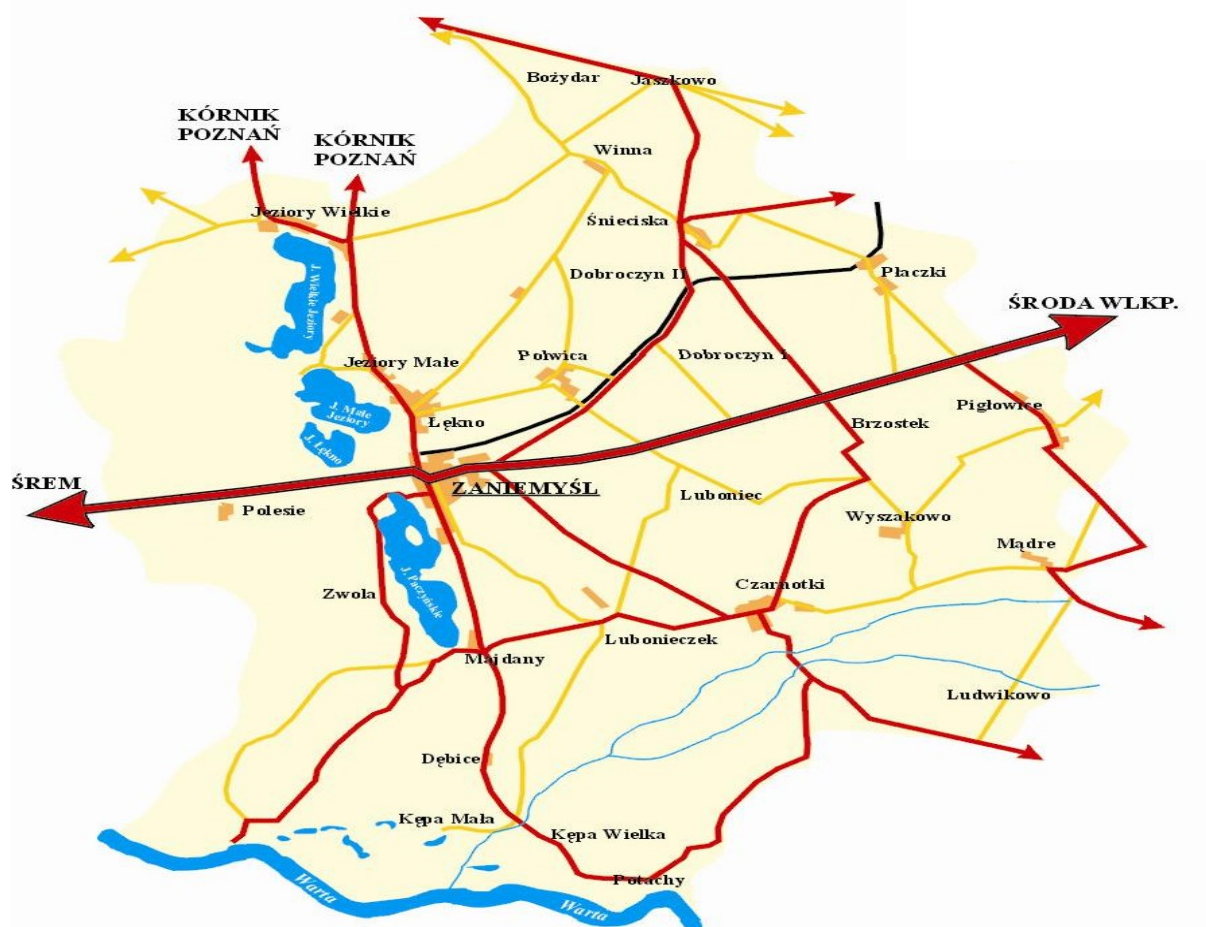 Bożydar
Jaszkowo
KÓRNIK
POZNAŃ
KÓRNIK
POZNAŃ
Winna
Jeziory Wielkie
Śnieciska
J. Wielkie Jeziory
Dobroczyn II
Płaczki
ŚRODA WLKP.
Jeziory Małe
Polwica
Dobroczyn I
J. Małe
Jeziory
Łękno
Pigłowice
Brzostek
J. Łękno
ŚREM
ZANIEMYŚL
Luboniec
Polesie
Wyszakowo
Mądre
J. Raczyńskie
Zwola
Czarnotki
Lubonieczek
Majdany
Ludwikowo
Dębice
Kępa Mała
Kępa Wielka
Potachy
Warta
Warta